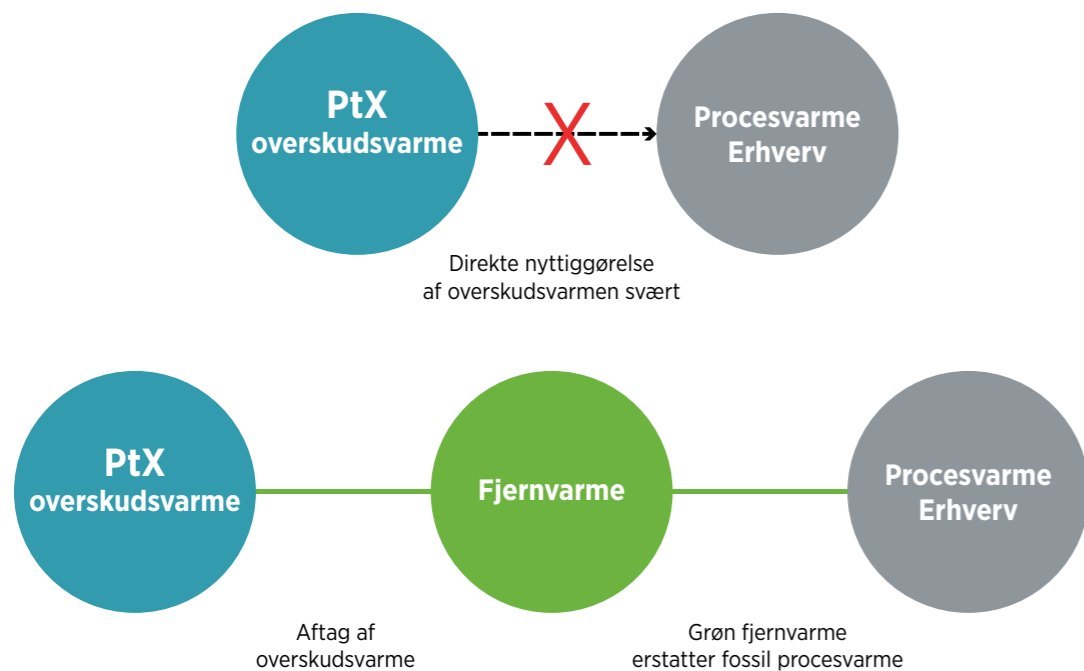 PtX
overskudsvarme
X
Procesvarme
Erhverv
Direkte nyttiggørelse
af overskudsvarmen svært
PtX
overskudsvarme
Fjernvarme
Procesvarme
Erhverv
Aftag af
overskudsvarme
Grøn fjernvarme
erstatter fossil procesvarme